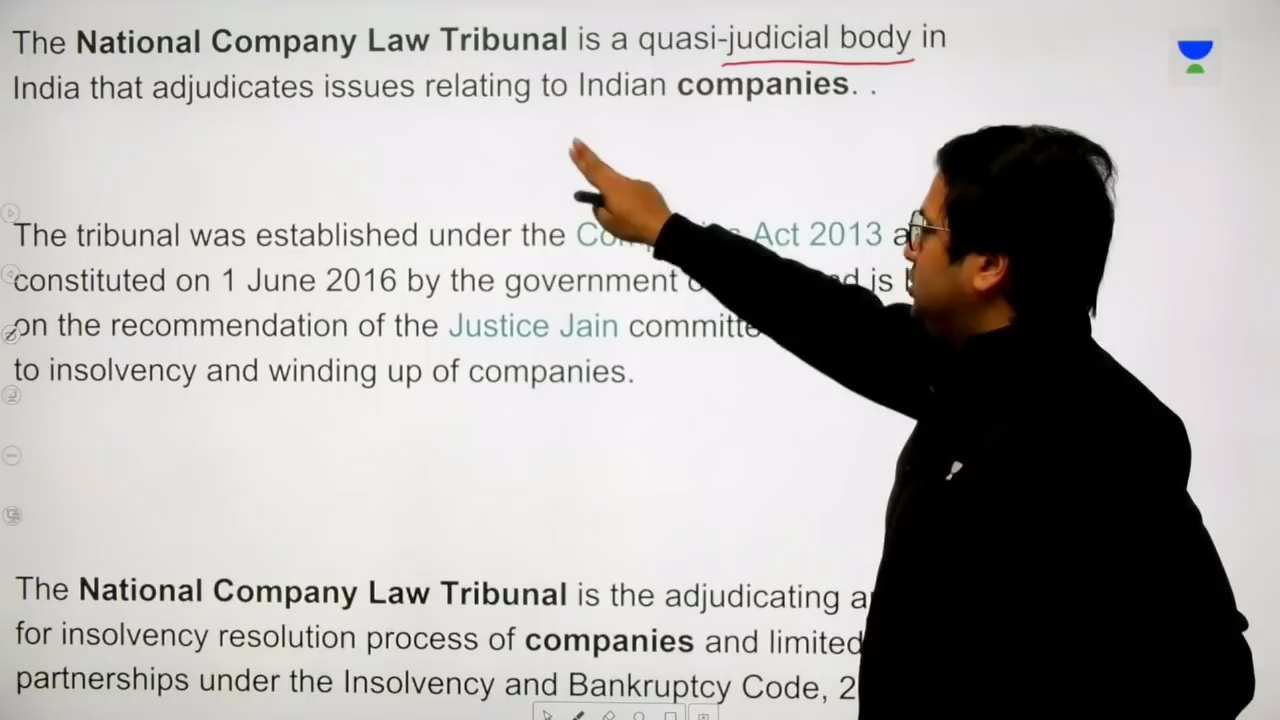 The National Company Law Tribunal is a quasi-judicial body in
India that adjudicates issues relating to Indian companies. .
The tribunal was established under the Act 2013
constituted on 1 June 2016 by the government is
on the recommendation of the Justice Jain
to insolvency and winding up of companies.
The National Company Law Tribunal is the adjudicating
for insolvency resolution process of companies and limited
partnerships under the Insolvency and Bankruptcy Code,